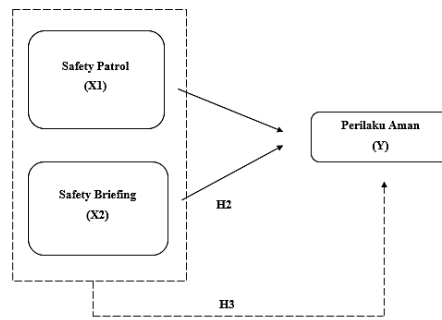 Safety Patrol
(X1)
Perilaku Aman
(Y)
Safety Briefing
(X2)
H2
H3